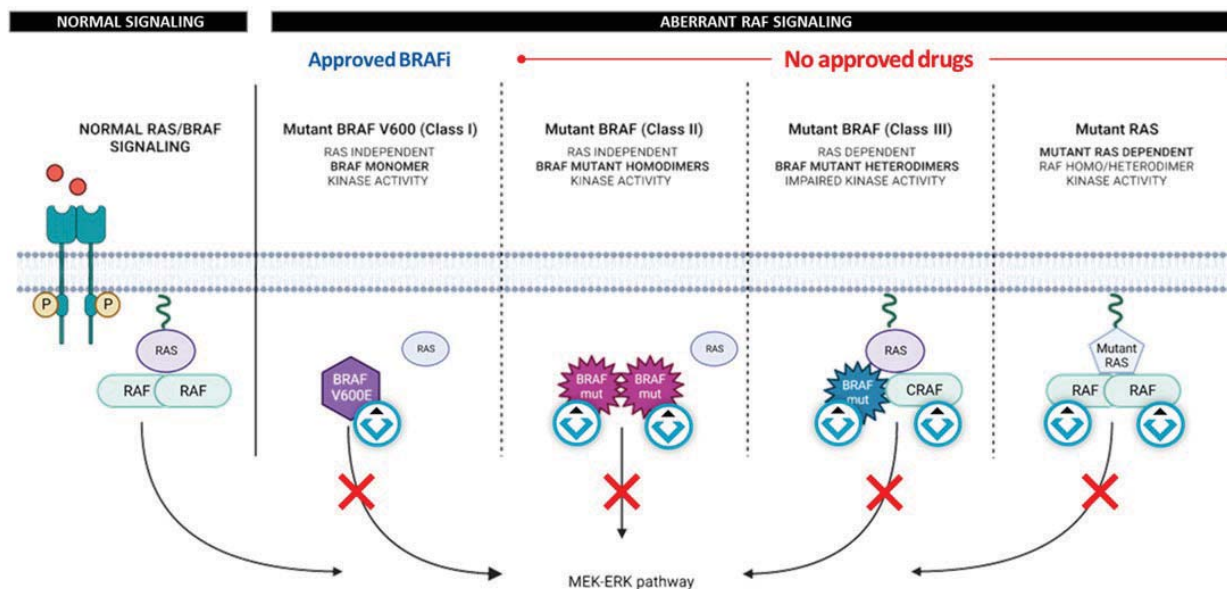 NORMAL SIGNALING
ABERRANT RAF SIGNALING
Approved BRAFi
No approved drugs
NORMAL RAS/BRAF
SIGNALING
Mutant BRAF V600 (Class I)
RAS INDEPENDENT
BRAF MONOMER
KINASE ACTIVITY
Mutant BRAF (Class II)
RAS INDEPENDENT
BRAF MUTANT HOMODIMERS
KINASE ACTIVITY
Mutant BRAF (Class III)
RAS DEPENDENT
BRAF MUTANT HETERODIMERS
IMPAIRED KINASE ACTIVITY
Mutant RAS
MUTANT RAS DEPENDENT
RAF HOMO/HETERODIMER
KINASE ACTIVITY
P
P
RAS
RAF
RAF
RAS
BRAF
V600E
RAS
BRAF
mut
BRAF
mut
RAS
BRAF
mut
CRAF
Mutant
RAS
RAF
RAF
MEK-ERK pathway